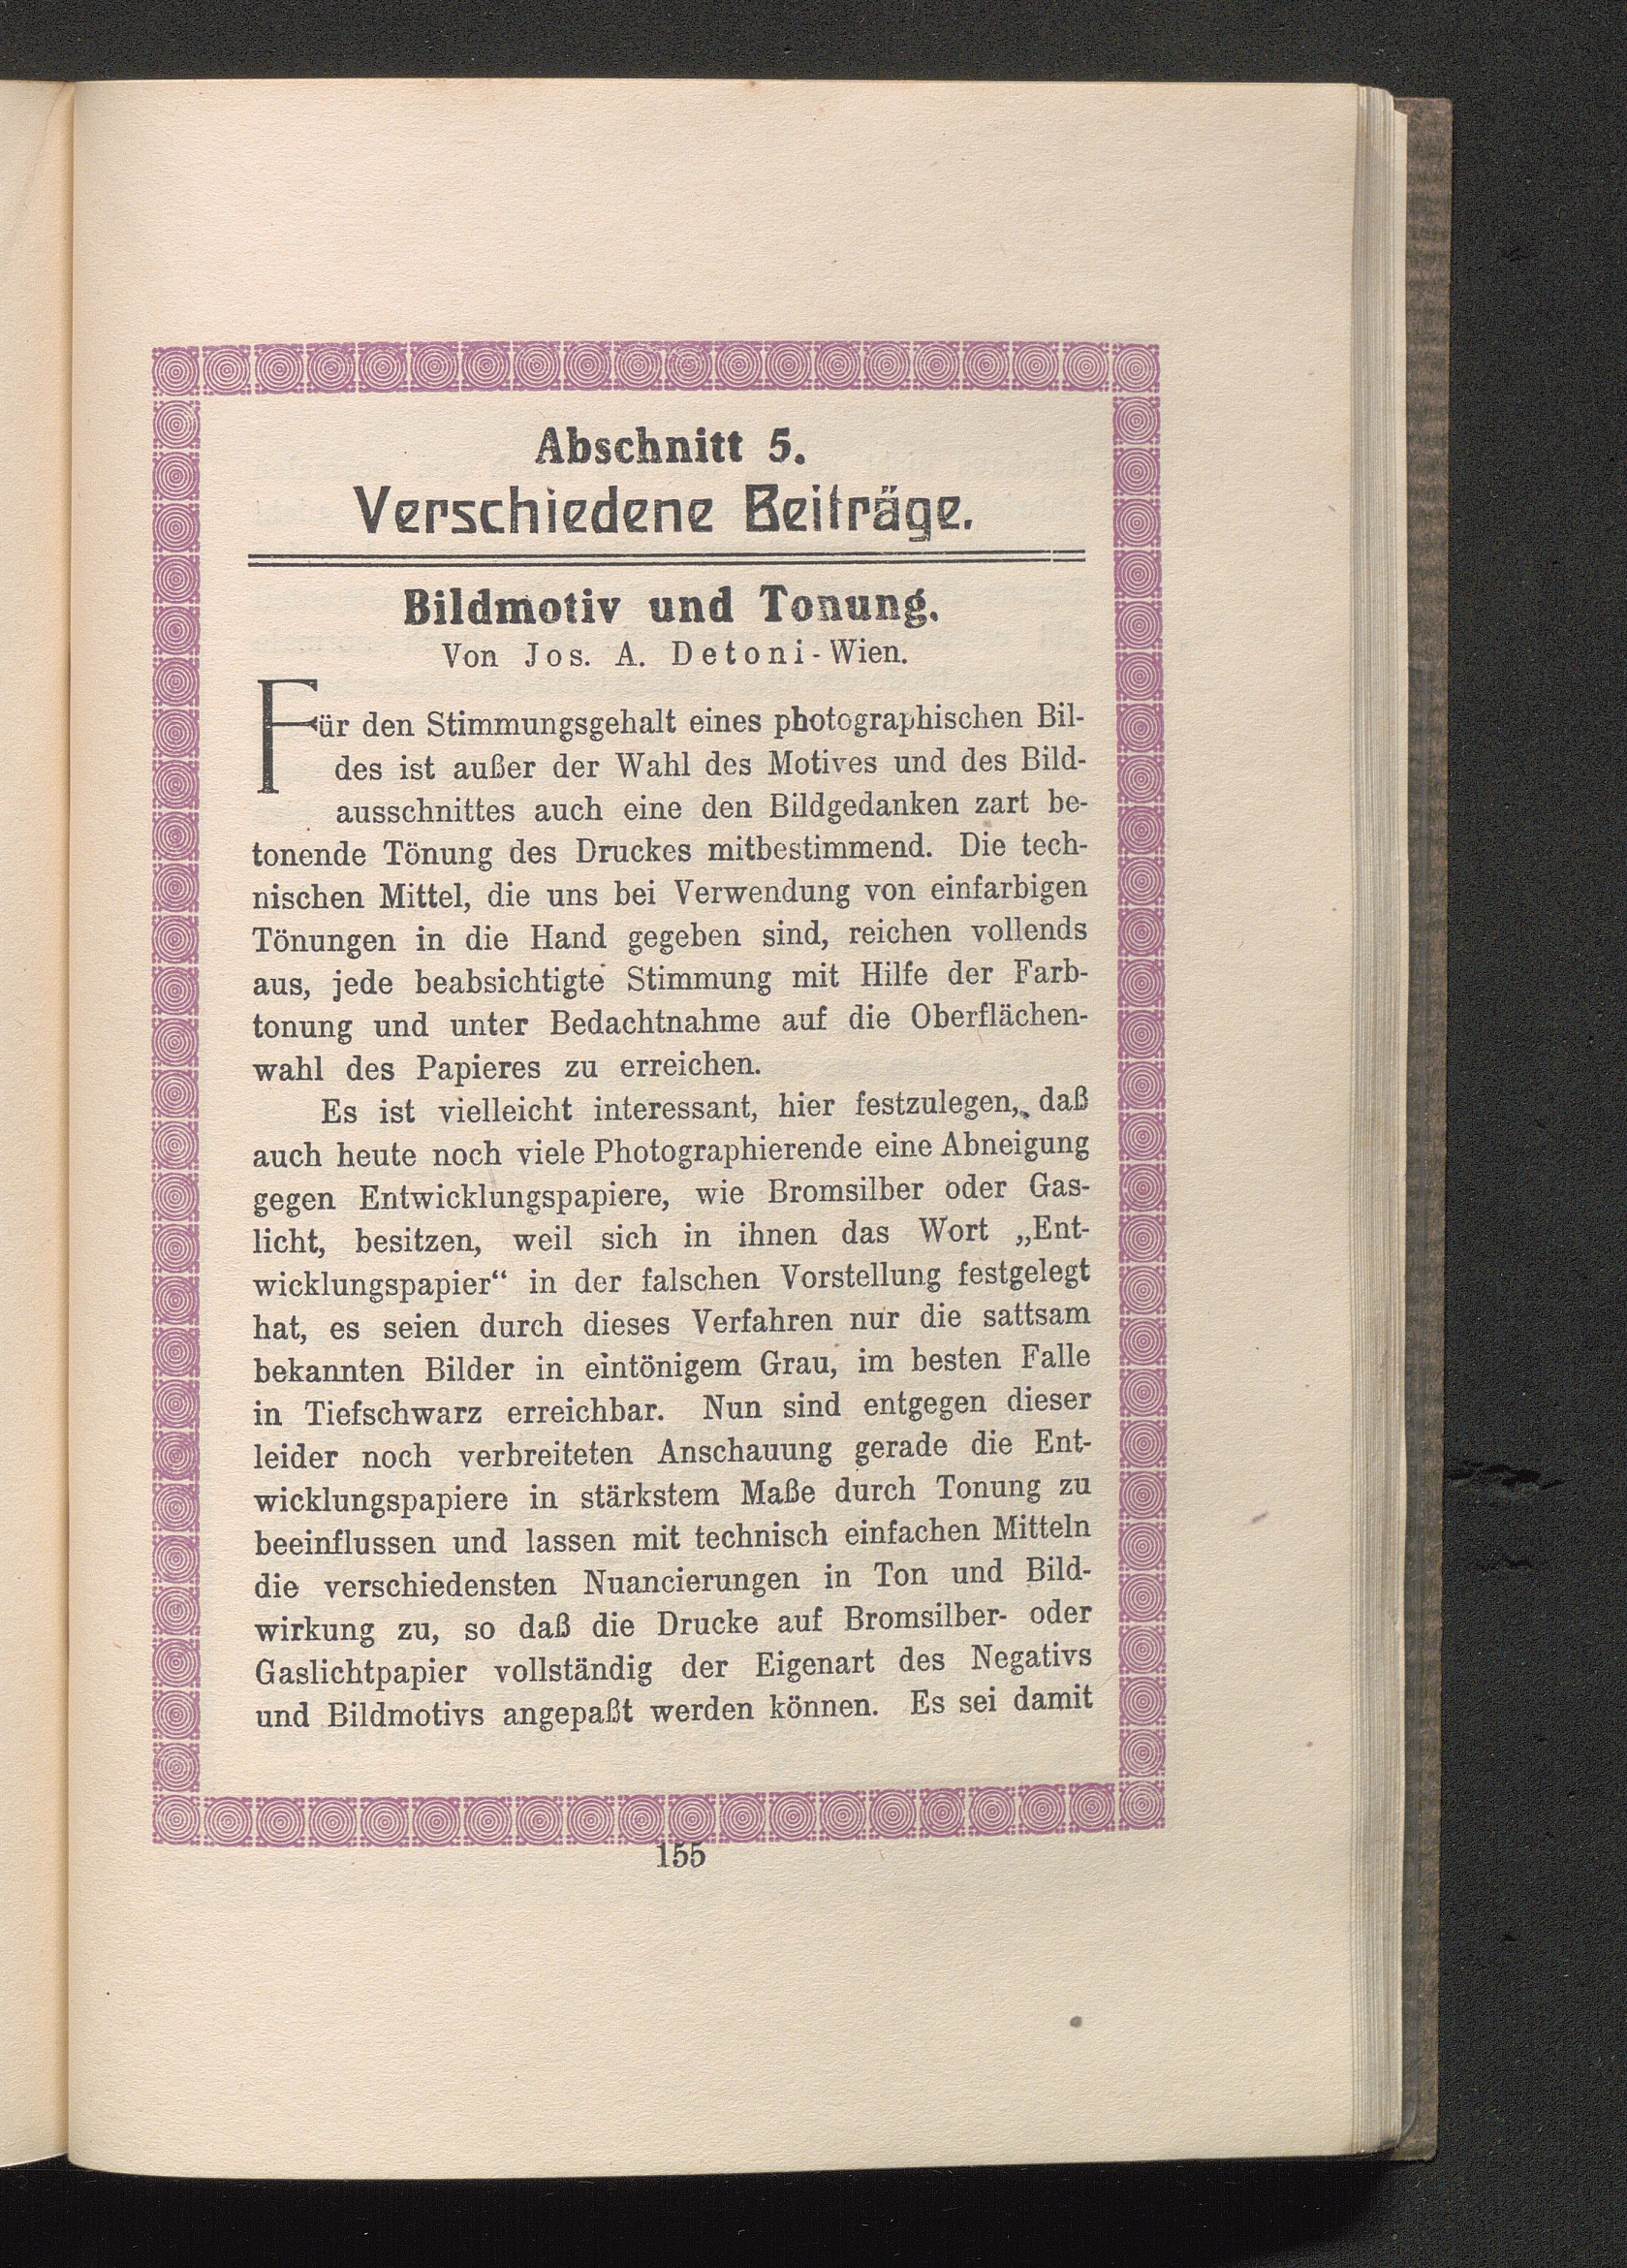 Abschnitt 5.
Verschiedene Beiträge.
Bildmotiv und Tonung.
Von Jos. A. Detoni-Wien.
Für den Stimmungsgehalt eines photographischen Bil-
des ist außer der Wahl des Motives und des Bild-
ausschnittes auch eine den Bildgedanken zart be-
tonende Tönung des Druckes mitbestimmend. Die tech-
nischen Mittel, die uns bei Verwendung von einfarbigen
Tönungen in die Hand gegeben sind, reichen vollends
aus, jede beabsichtigte Stimmung mit Hilfe der Farb-
tonung und unter Bedachtnahme auf die Oberflächen-
wahl des Papieres zu erreichen.
Es ist vielleicht interessant, hier festzulegen, daß
auch heute noch viele Photographierende eine Abneigung
gegen Entwicklungspapiere, wie Bromsilber oder Gas-
licht, besitzen, weil sich in ihnen das Wort „Ent-
wicklungspapier“ in der falschen Vorstellung festgelegt
hat, es seien durch dieses Verfahren nur die sattsam
bekannten Bilder in eintönigem Grau, im besten Falle
in Tiefschwarz erreichbar. Nun sind entgegen dieser
leider noch verbreiteten Anschauung gerade die Ent-
wicklungspapiere in stärkstem Maße durch Tonung zu
beeinflussen und lassen mit technisch einfachen Mitteln
die verschiedensten Nuancierungen in Ton und Bild-
wirkung zu, so daß die Drucke auf Bromsilber- oder
Gaslichtpapier vollständig der Eigenart des Negativs
und Bildmotivs angepaßt werden können. Es sei damit
155